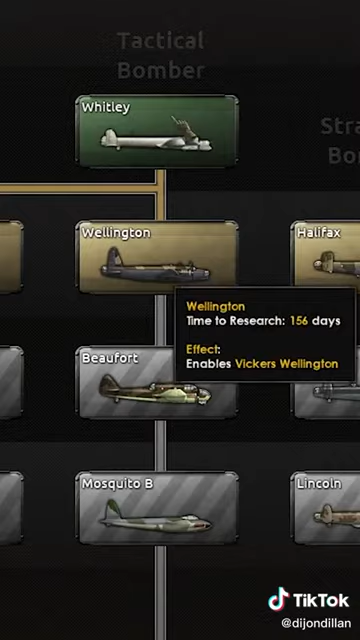 Tactical
Bomber
Whitley
Wellington
Halifax
Wellington
Time to Research: 156 days
Effect:
Enables Vickers Wellington
Beaufort
Mosquito B
Lincoln
TikTok
@dijondillan